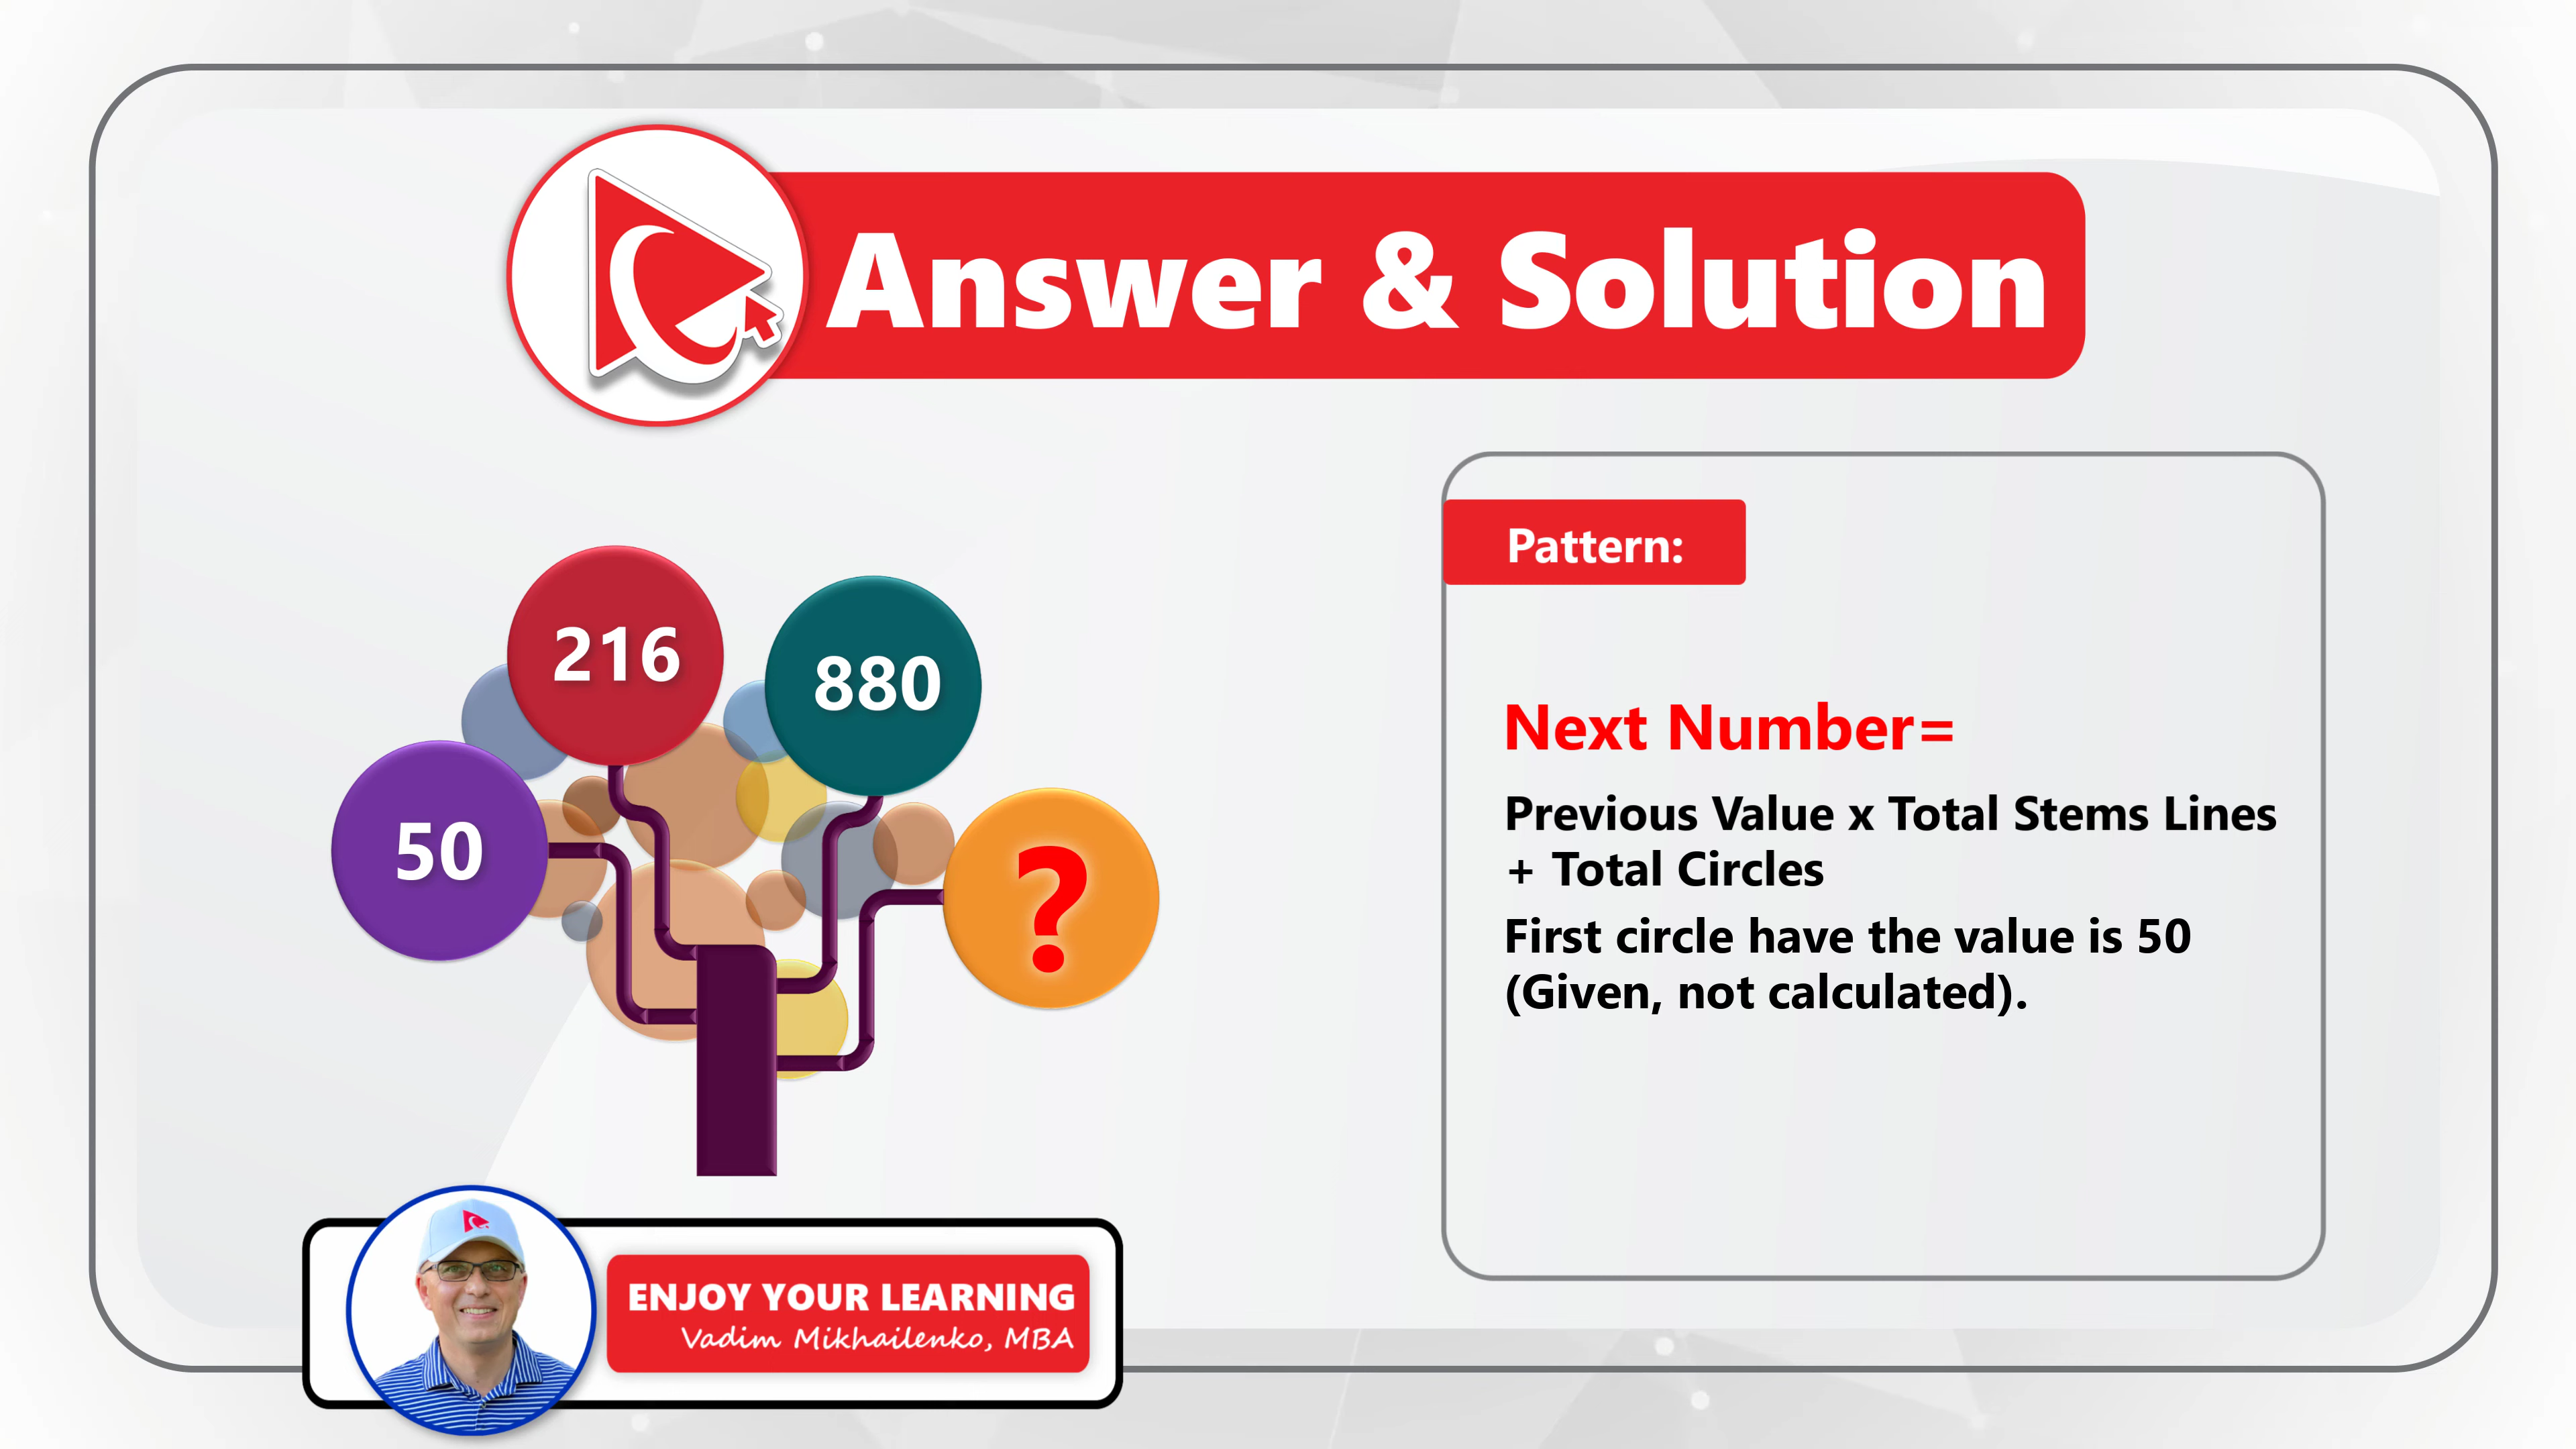 Answer & Solution
216
880
50
?
Pattern:
Next Number=
Previous Value x Total Stems Lines
+ Total Circles
First circle have the value is 50
(Given, not calculated).
ENJOY YOUR LEARNING
Vadim Mikhailenko, MBA